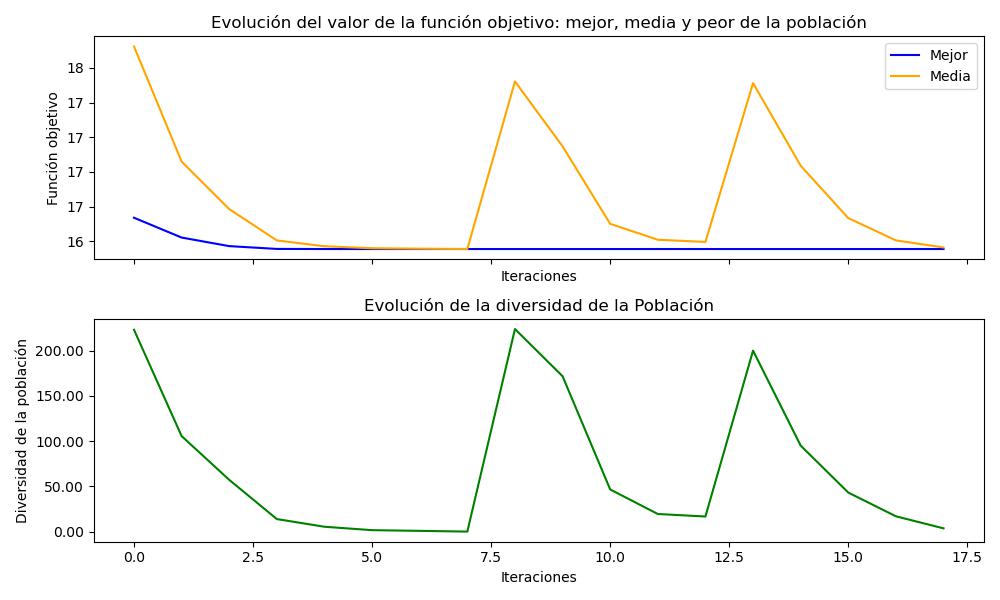 Evolución del valor de la función objetivo: mejor, media y peor de la población
Función objetivo
18
17
17
17
17
16
Mejor
Media
Iteraciones
Evolución de la diversidad de la Población
Diversidad de la población
200.00
150.00
100.00
50.00
0.00
0.0 2.5 5.0 7.5 10.0 12.5 15.0 17.5
Iteraciones